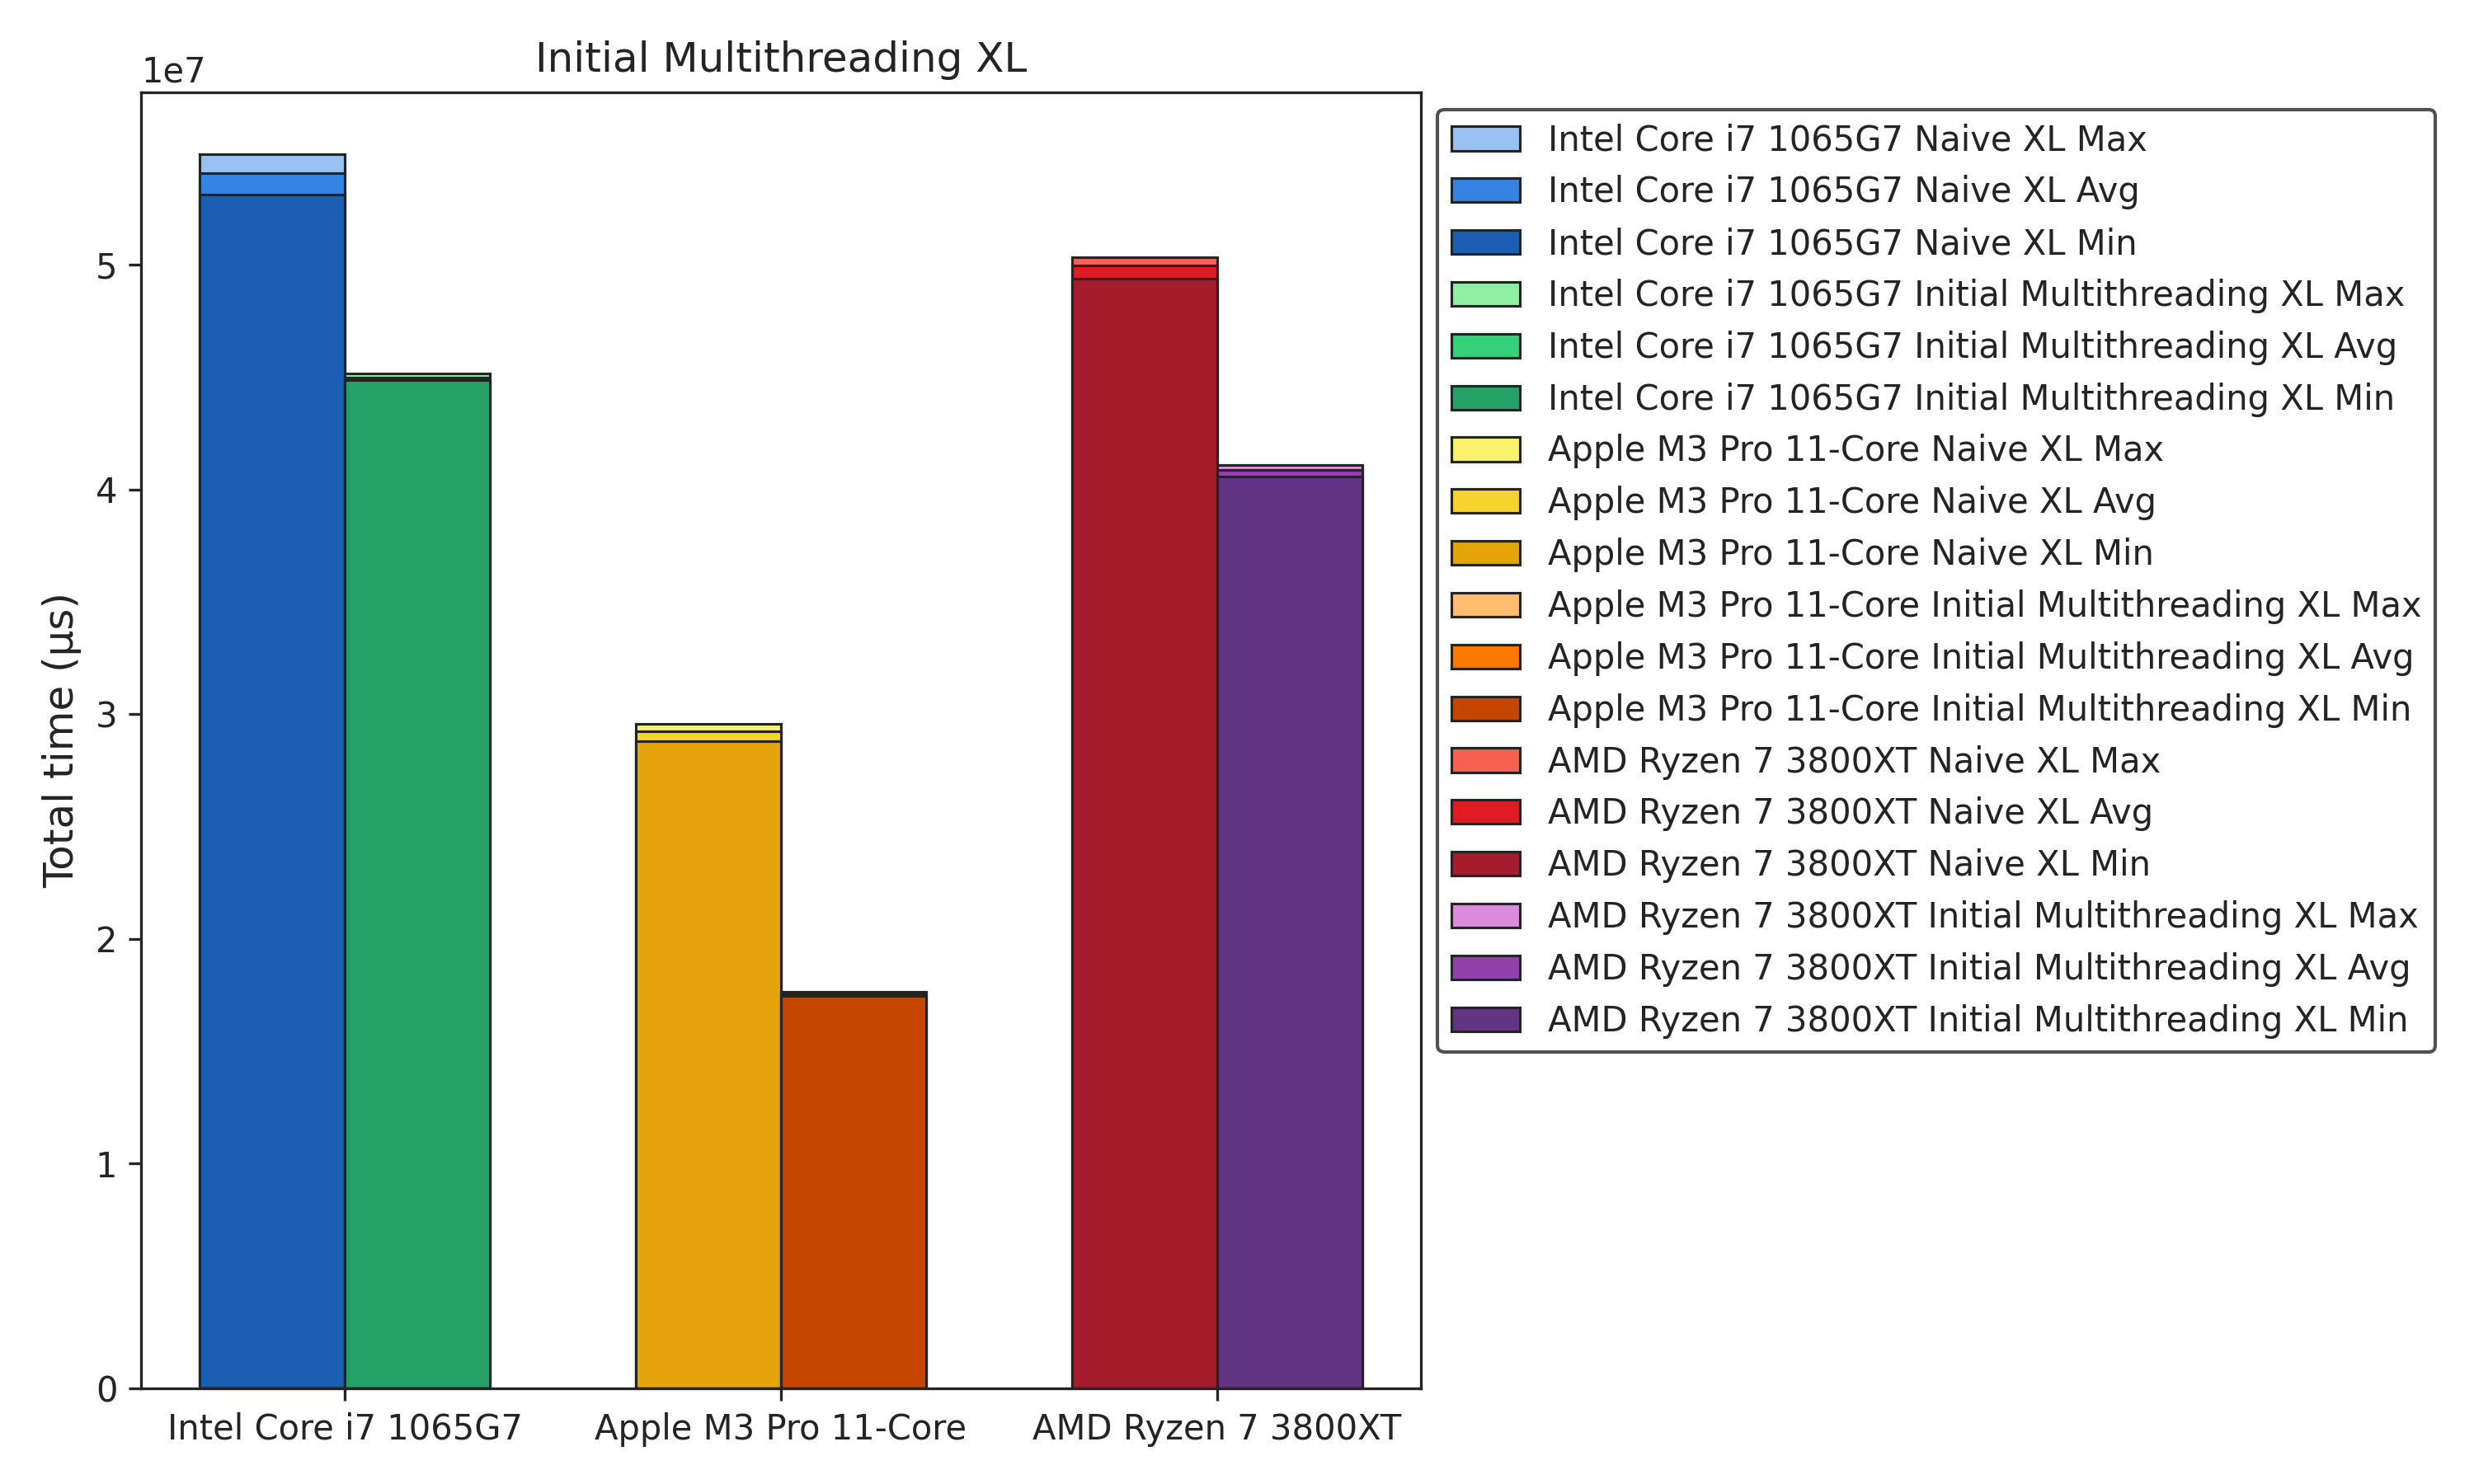 Initial Multithreading XL
1e7
Total time (µs)
5
4
3
2
1
0
Intel Core i7 1065G7
Apple M3 Pro 11-Core
AMD Ryzen 7 3800XT
Intel Core i7 1065G7 Naive XL Max
Intel Core i7 1065G7 Naive XL Avg
Intel Core i7 1065G7 Naive XL Min
Intel Core i7 1065G7 Initial Multithreading XL Max
Intel Core i7 1065G7 Initial Multithreading XL Avg
Intel Core i7 1065G7 Initial Multithreading XL Min
Apple M3 Pro 11-Core Naive XL Max
Apple M3 Pro 11-Core Naive XL Avg
Apple M3 Pro 11-Core Naive XL Min
Apple M3 Pro 11-Core Initial Multithreading XL Max
Apple M3 Pro 11-Core Initial Multithreading XL Avg
Apple M3 Pro 11-Core Initial Multithreading XL Min
AMD Ryzen 7 3800XT Naive XL Max
AMD Ryzen 7 3800XT Naive XL Avg
AMD Ryzen 7 3800XT Naive XL Min
AMD Ryzen 7 3800XT Initial Multithreading XL Max
AMD Ryzen 7 3800XT Initial Multithreading XL Avg
AMD Ryzen 7 3800XT Initial Multithreading XL Min